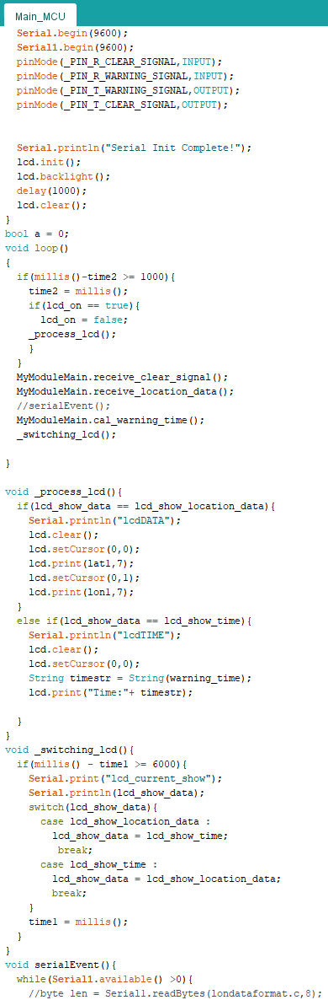 Main_MCU
Serial.begin(9600);
Serial1.begin(9600);
pinMode(_PIN_R_CLEAR_SIGNAL,INPUT);
pinMode(_PIN_R_WARNING_SIGNAL,INPUT);
pinMode(_PIN_T_WARNING_SIGNAL,OUTPUT);
pinMode(_PIN_T_CLEAR_SIGNAL,OUTPUT);
Serial.println("Serial Init Complete!");
lcd.init();
lcd.backlight();
delay(1000);
lcd.clear();
}
bool a = 0;
void loop()
{
if(millis()-time2 >= 1000){
time2 = millis();
if(lcd_on == true){
lcd_on = false;
_process_lcd();
}
}
MyModuleMain.receive_clear_signal();
MyModuleMain.receive_location_data();
//serialEvent();
MyModuleMain.cal_warning_time();
_switching_lcd();
}
void _process_lcd(){
if(lcd_show_data == lcd_show_location_data){
Serial.println("lcdDATA");
lcd.clear();
lcd.setCursor(0,0);
lcd.print(lat1,7);
lcd.setCursor(0,1);
lcd.print(lon1,7);
}
else if(lcd_show_data == lcd_show_time){
Serial.println("lcdTIME");
lcd.clear();
lcd.setCursor(0,0);
String timestr = String(warning_time);
lcd.print("Time:"+ timestr);
}
}
void _switching_lcd(){
if(millis() - time1 >= 6000){
Serial.print("lcd_current_show");
Serial.println(lcd_show_data);
switch(lcd_show_data){
case lcd_show_location_data :
lcd_show_data = lcd_show_time;
break;
case lcd_show_time :
lcd_show_data = lcd_show_location_data;
break;
}
time1 = millis();
}
}
void serialEvent(){
while(Serial1.available() >0){
//byte len = Serial1.readBytes(londataformat.c,8);